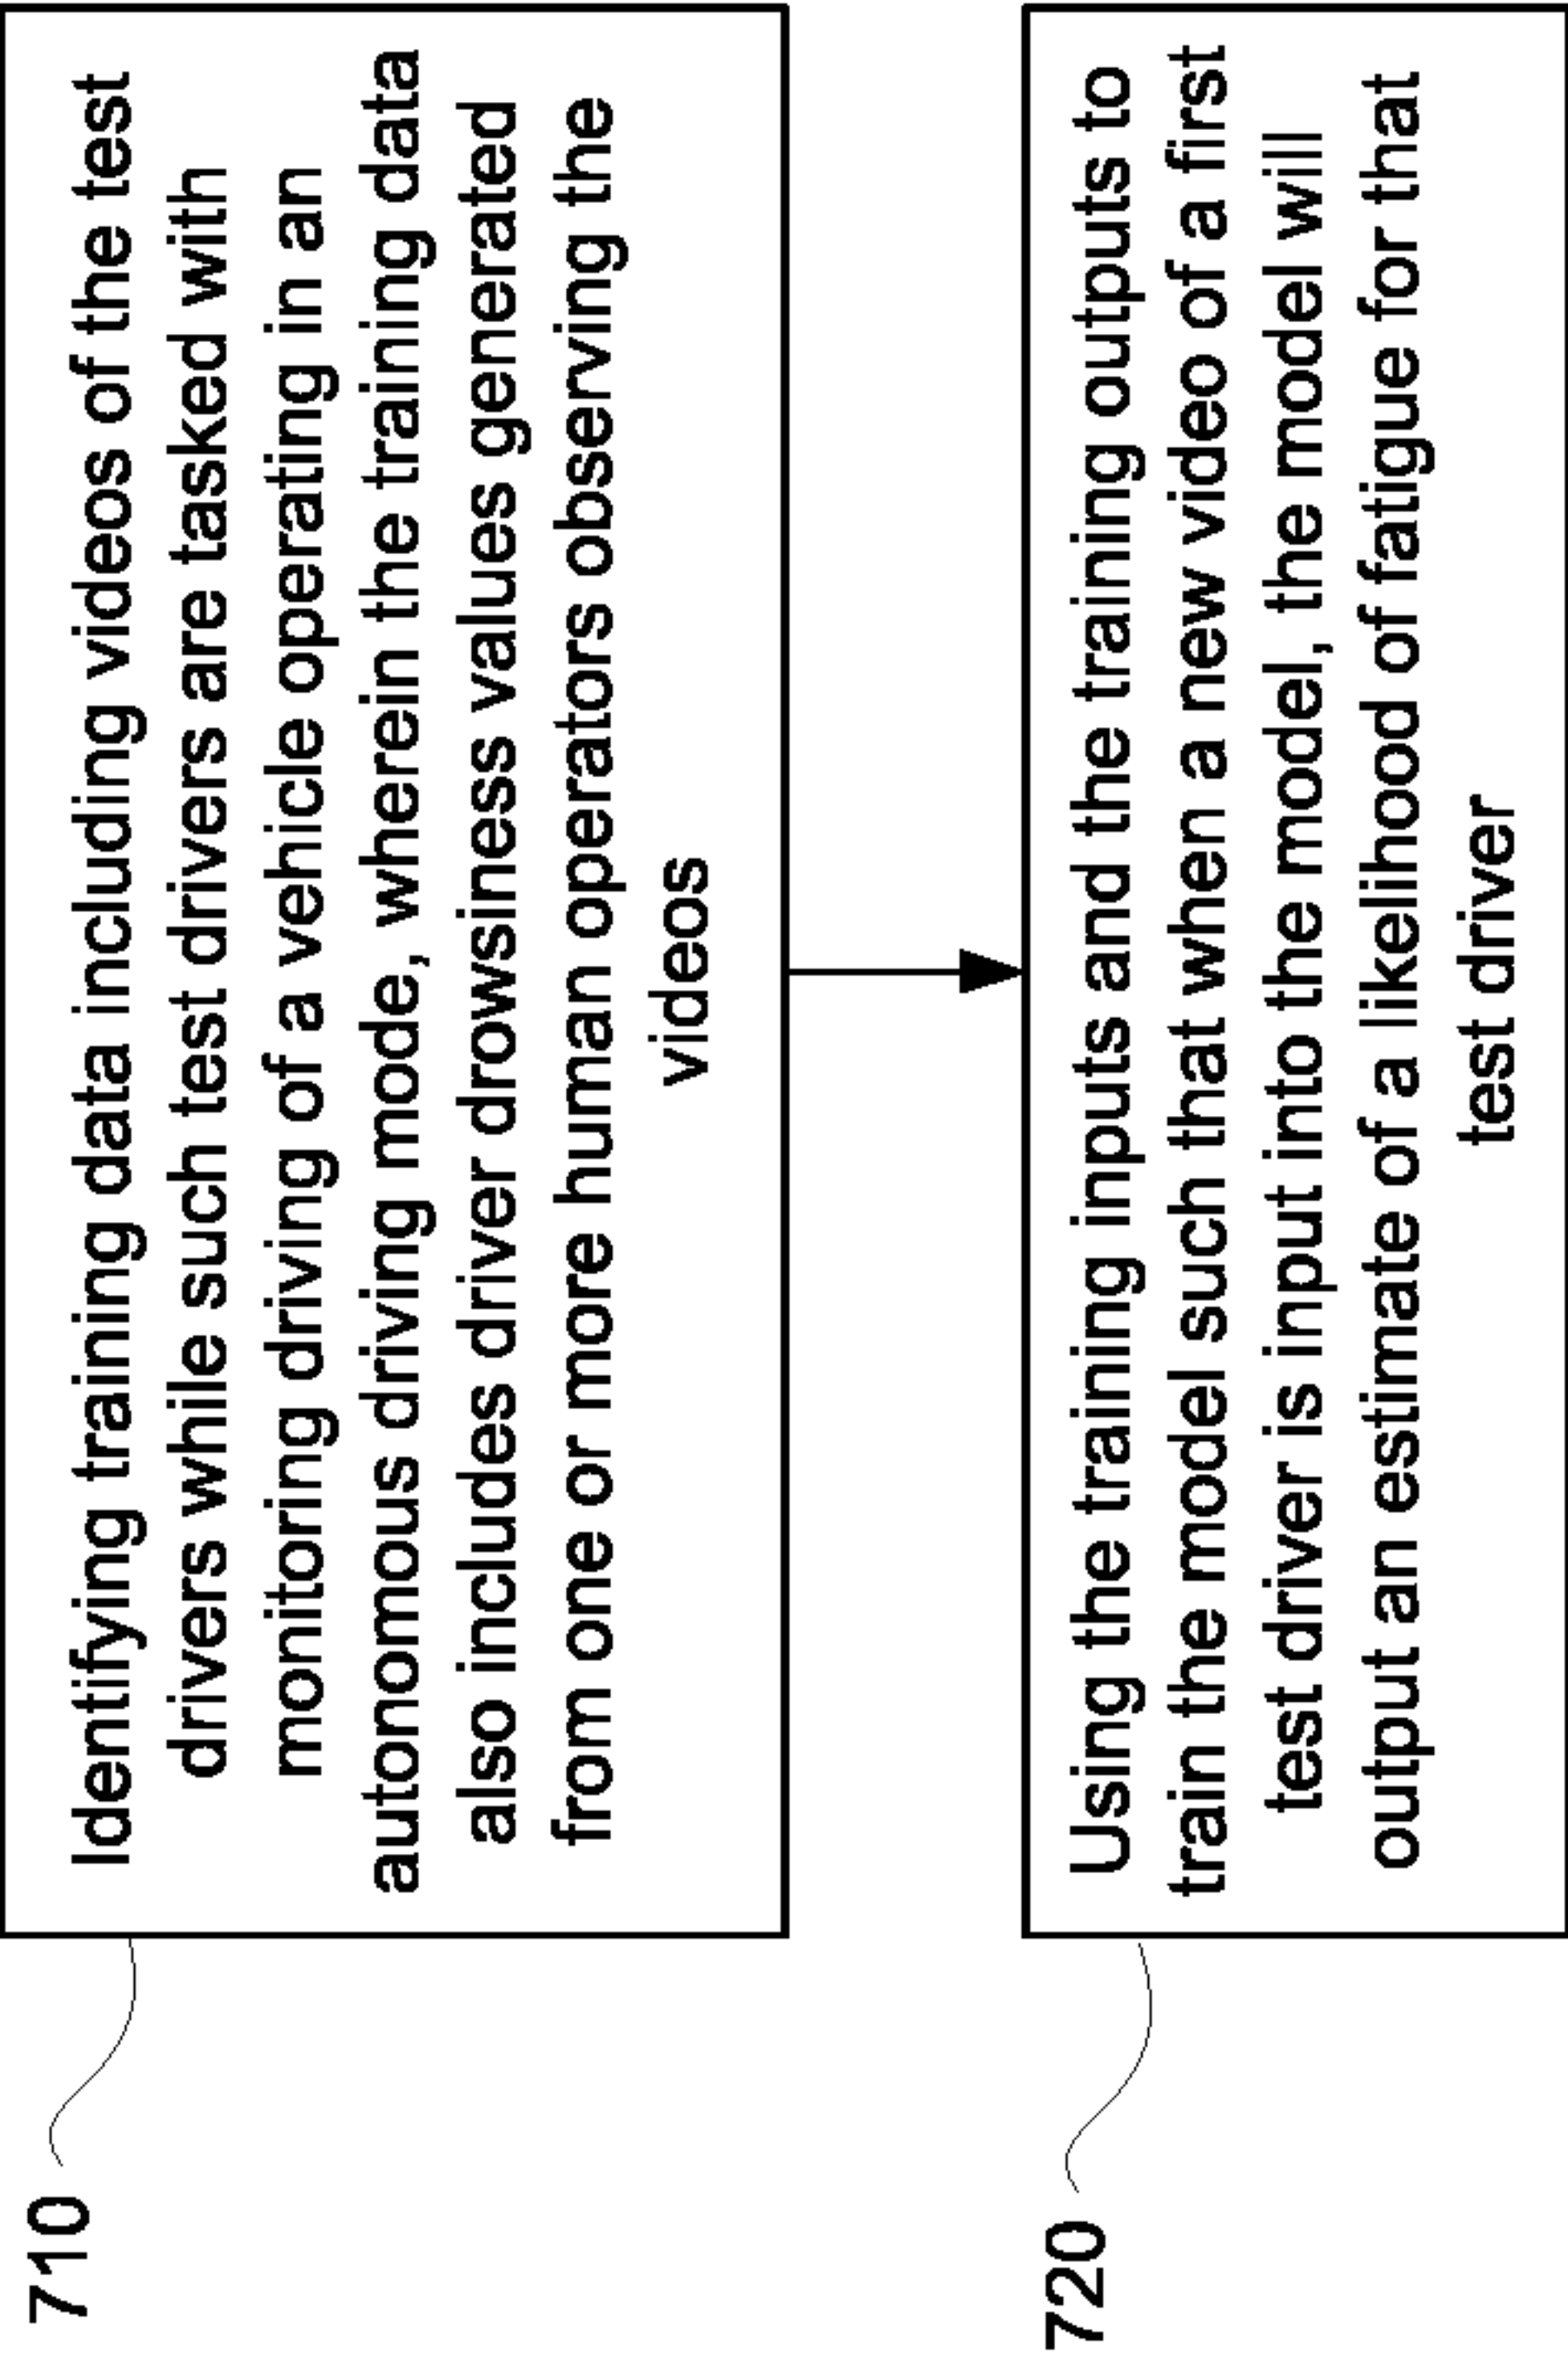 710
Identifying training data including videos of the test
drivers while such test drivers are tasked with
monitoring driving of a vehicle operating in an
autonomous driving mode, wherein the training data
also includes driver drowsiness values generated
from one or more human operators observing the
videos
720
Using the training inputs and the training outputs to
train the model such that when a new video of a first
test driver is input into the model, the model will
output an estimate of a likelihood of fatigue for that
test driver